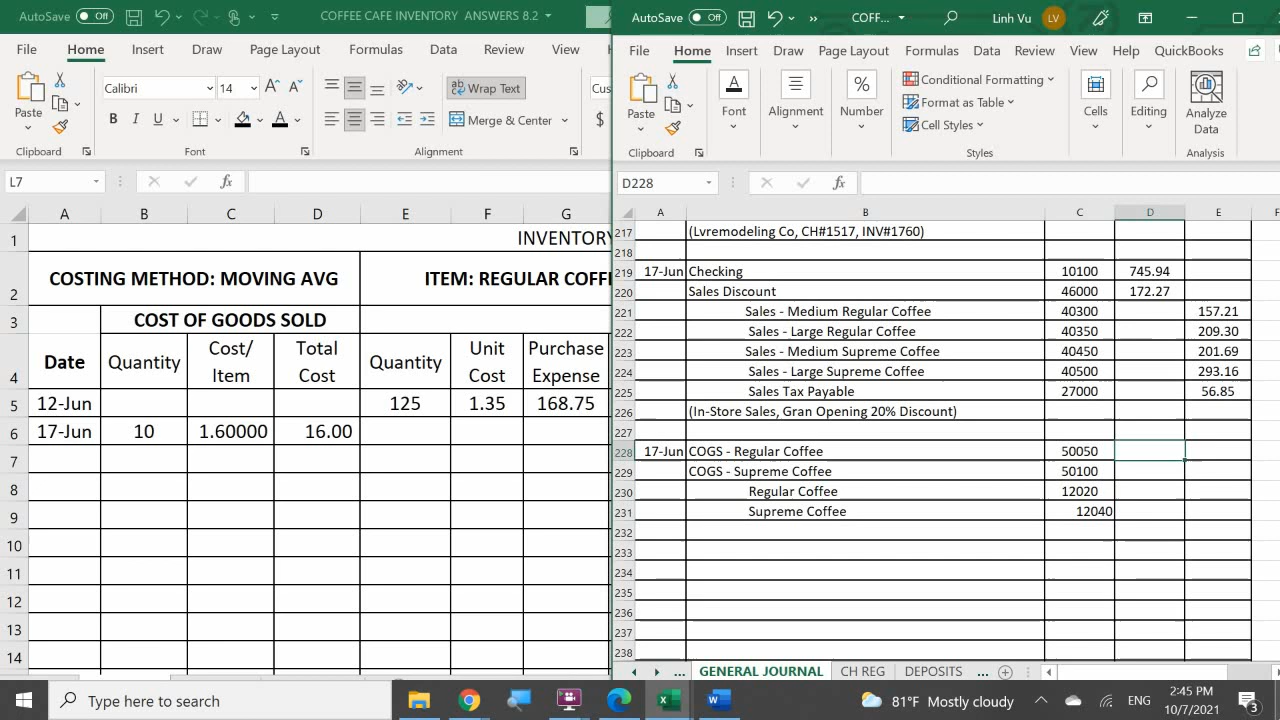 AutoSave Off COFFEE CAFE INVENTORY ANSWERS 8.2
File Home Insert Draw Page Layout Formulas Data Review View
Paste
Calibri 14
B I U A
Wrap Text
Merge & Center
Cus
$
Clipboard Font Alignment
L7 fx
A B C D E F G
1 INVENTORY
2 COSTING METHOD: MOVING AVG ITEM: REGULAR COFF
3 COST OF GOODS SOLD
4 Date Quantity Cost/ Item Total Cost Quantity Unit Cost Purchase Expense
5 12-Jun 125 1.35 168.75
6 17-Jun 10 1.60000 16.00
7
8
9
10
11
12
13
14
AutoSave Off COFF... Linh Vu LV
File Home Insert Draw Page Layout Formulas Data Review View Help QuickBooks
Paste Font Alignment Number
Conditional Formatting
Format as Table
Cell Styles
Cells Editing Analyze Data
Clipboard Styles Analysis
D228 fx
A B C D E F
217 (Lvremodeling Co, CH#1517, INV#1760)
218
219 17-Jun Checking 10100 745.94
220 Sales Discount 46000 172.27
221 Sales - Medium Regular Coffee 40300 157.21
222 Sales - Large Regular Coffee 40350 209.30
223 Sales - Medium Supreme Coffee 40450 201.69
224 Sales - Large Supreme Coffee 40500 293.16
225 Sales Tax Payable 27000 56.85
226 (In-Store Sales, Gran Opening 20% Discount)
227
228 17-Jun COGS - Regular Coffee 50050
229 COGS - Supreme Coffee 50100
230 Regular Coffee 12020
231 Supreme Coffee 12040
232
233
234
235
236
237
238
... GENERAL JOURNAL CH REG DEPOSITS ...
Type here to search
81°F Mostly cloudy ENG 2:45 PM
10/7/2021 3